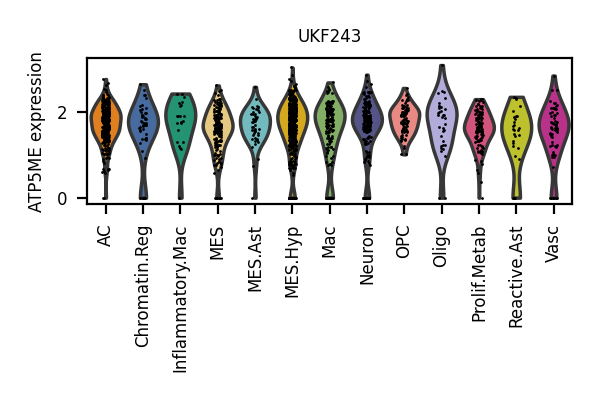 UKF243
ATP5ME expression
2
0
AC
Chromatin.Reg
Inflammatory.Mac
MES
MES.Ast
MES.Hyp
Mac
Neuron
OPC
Oligo
Prolif.Metab
Reactive.Ast
Vasc